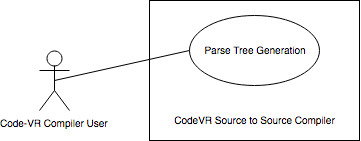 Parse Tree Generation
Code-VR Compiler User
CodeVR Source to Source Compiler